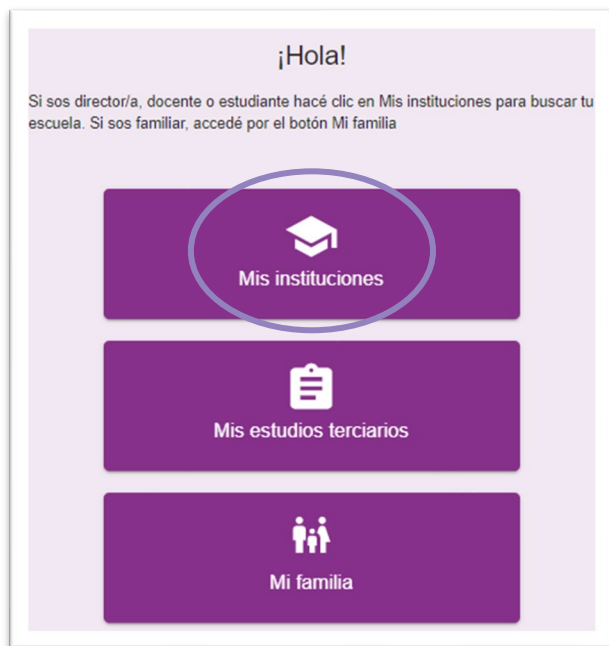 ¡Hola!
Si sos director/a, docente o estudiante hacé clic en Mis instituciones para buscar tu
escuela. Si sos familiar, accedé por el botón Mi familia
Mis instituciones
Mis estudios terciarios
Mi familia